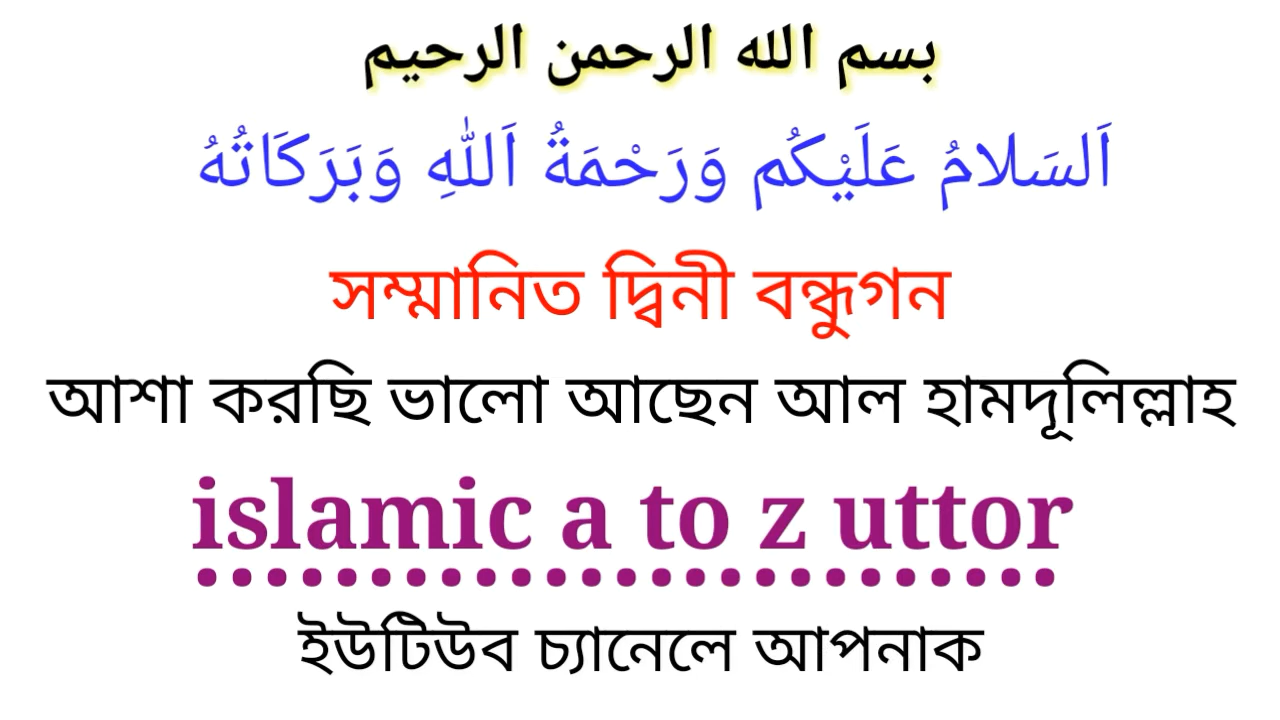 بسم الله الرحمن الرحيم
اَلسَلامُ عَلَيْكُم وَرَحْمَةُ اَللّٰهِ وَبَرَكَاتُهُ
সম্মানিত দ্বিনী বন্ধুগন
আশা করছি ভালো আছেন আল হামদূলিল্লাহ
islamic a to z uttor
ইউটিউব চ্যানেলে আপনাক